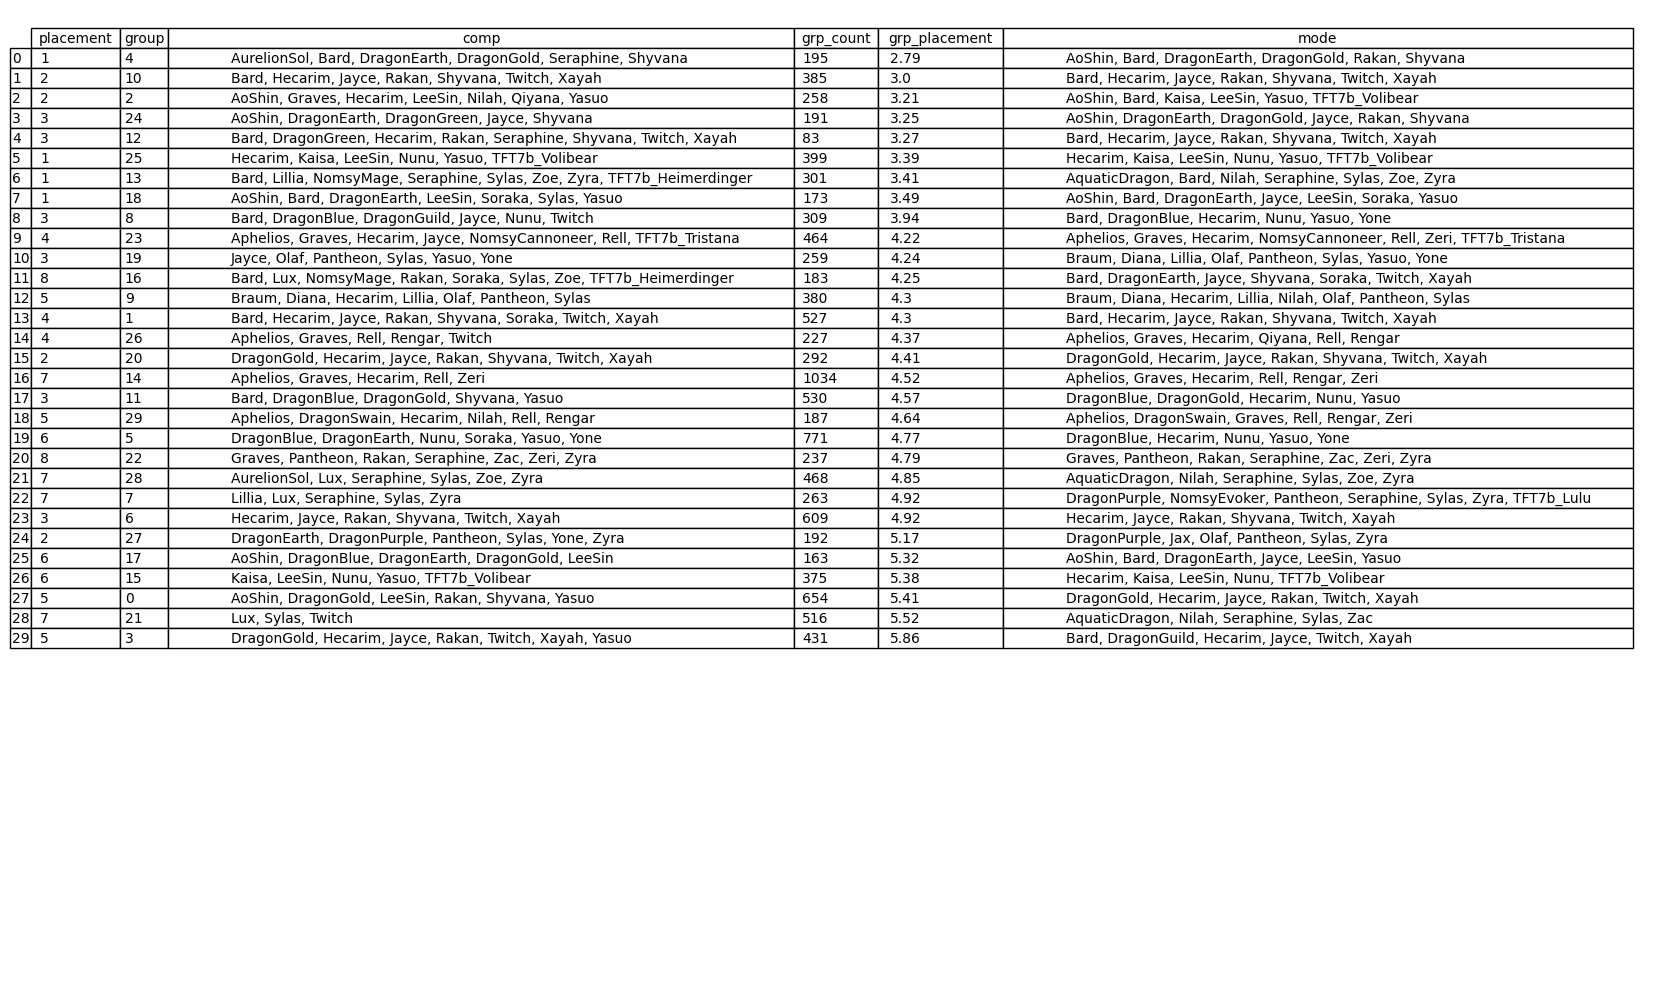 placement group comp grp_count grp_placement mode
0 1 4 AurelionSol, Bard, DragonEarth, DragonGold, Seraphine, Shyvana 195 2.79 AoShin, Bard, DragonEarth, DragonGold, Rakan, Shyvana
1 2 10 Bard, Hecarim, Jayce, Rakan, Shyvana, Twitch, Xayah 385 3.0 Bard, Hecarim, Jayce, Rakan, Shyvana, Twitch, Xayah
2 2 2 AoShin, Graves, Hecarim, LeeSin, Nilah, Qiyana, Yasuo 258 3.21 AoShin, Bard, Kaisa, LeeSin, Yasuo, TFT7b_Volibear
3 3 24 AoShin, DragonEarth, DragonGreen, Jayce, Shyvana 191 3.25 AoShin, DragonEarth, DragonGold, Jayce, Rakan, Shyvana
4 3 12 Bard, DragonGreen, Hecarim, Rakan, Seraphine, Shyvana, Twitch, Xayah 83 3.27 Bard, Hecarim, Jayce, Rakan, Shyvana, Twitch, Xayah
5 1 25 Hecarim, Kaisa, LeeSin, Nunu, Yasuo, TFT7b_Volibear 399 3.39 Hecarim, Kaisa, LeeSin, Nunu, Yasuo, TFT7b_Volibear
6 1 13 Bard, Lillia, NomsyMage, Seraphine, Sylas, Zoe, Zyra, TFT7b_Heimerdinger 301 3.41 AquaticDragon, Bard, Nilah, Seraphine, Sylas, Zoe, Zyra
7 1 18 AoShin, Bard, DragonEarth, LeeSin, Soraka, Sylas, Yasuo 173 3.49 AoShin, Bard, DragonEarth, Jayce, LeeSin, Soraka, Yasuo
8 3 8 Bard, DragonBlue, DragonGuild, Jayce, Nunu, Twitch 309 3.94 Bard, DragonBlue, Hecarim, Nunu, Yasuo, Yone
9 4 23 Aphelios, Graves, Hecarim, Jayce, NomsyCannoneer, Rell, TFT7b_Tristana 464 4.22 Aphelios, Graves, Hecarim, NomsyCannoneer, Rell, Zeri, TFT7b_Tristana
10 3 19 Jayce, Olaf, Pantheon, Sylas, Yasuo, Yone 259 4.24 Braum, Diana, Lillia, Olaf, Pantheon, Sylas, Yasuo, Yone
11 8 16 Bard, Lux, NomsyMage, Rakan, Soraka, Sylas, Zoe, TFT7b_Heimerdinger 183 4.25 Bard, DragonEarth, Jayce, Shyvana, Soraka, Twitch, Xayah
12 5 9 Braum, Diana, Hecarim, Lillia, Olaf, Pantheon, Sylas 380 4.3 Braum, Diana, Hecarim, Lillia, Nilah, Olaf, Pantheon, Sylas
13 4 1 Bard, Hecarim, Jayce, Rakan, Shyvana, Soraka, Twitch, Xayah 527 4.3 Bard, Hecarim, Jayce, Rakan, Shyvana, Twitch, Xayah
14 4 26 Aphelios, Graves, Rell, Rengar, Twitch 227 4.37 Aphelios, Graves, Hecarim, Qiyana, Rell, Rengar
15 2 20 DragonGold, Hecarim, Jayce, Rakan, Shyvana, Twitch, Xayah 292 4.41 DragonGold, Hecarim, Jayce, Rakan, Shyvana, Twitch, Xayah
16 7 14 Aphelios, Graves, Hecarim, Rell, Zeri 1034 4.52 Aphelios, Graves, Hecarim, Rell, Rengar, Zeri
17 3 11 Bard, DragonBlue, DragonGold, Shyvana, Yasuo 530 4.57 DragonBlue, DragonGold, Hecarim, Nunu, Yasuo
18 5 29 Aphelios, DragonSwain, Hecarim, Nilah, Rell, Rengar 187 4.64 Aphelios, DragonSwain, Graves, Rell, Rengar, Zeri
19 6 5 DragonBlue, DragonEarth, Nunu, Soraka, Yasuo, Yone 771 4.77 DragonBlue, Hecarim, Nunu, Yasuo, Yone
20 8 22 Graves, Pantheon, Rakan, Seraphine, Zac, Zeri, Zyra 237 4.79 Graves, Pantheon, Rakan, Seraphine, Zac, Zeri, Zyra
21 7 28 AurelionSol, Lux, Seraphine, Sylas, Zoe, Zyra 468 4.85 AquaticDragon, Nilah, Seraphine, Sylas, Zoe, Zyra
22 7 7 Lillia, Lux, Seraphine, Sylas, Zyra 263 4.92 DragonPurple, NomsyEvoker, Pantheon, Seraphine, Sylas, Zyra, TFT7b_Lulu
23 3 6 Hecarim, Jayce, Rakan, Shyvana, Twitch, Xayah 609 4.92 Hecarim, Jayce, Rakan, Shyvana, Twitch, Xayah
24 2 27 DragonEarth, DragonPurple, Pantheon, Sylas, Yone, Zyra 192 5.17 DragonPurple, Jax, Olaf, Pantheon, Sylas, Zyra
25 6 17 AoShin, DragonBlue, DragonEarth, DragonGold, LeeSin 163 5.32 AoShin, Bard, DragonEarth, Jayce, LeeSin, Yasuo
26 6 15 Kaisa, LeeSin, Nunu, Yasuo, TFT7b_Volibear 375 5.38 Hecarim, Kaisa, LeeSin, Nunu, TFT7b_Volibear
27 5 0 AoShin, DragonGold, LeeSin, Rakan, Shyvana, Yasuo 654 5.41 DragonGold, Hecarim, Jayce, Rakan, Twitch, Xayah
28 7 21 Lux, Sylas, Twitch 516 5.52 AquaticDragon, Nilah, Seraphine, Sylas, Zac
29 5 3 DragonGold, Hecarim, Jayce, Rakan, Twitch, Xayah, Yasuo 431 5.86 Bard, DragonGuild, Hecarim, Jayce, Twitch, Xayah